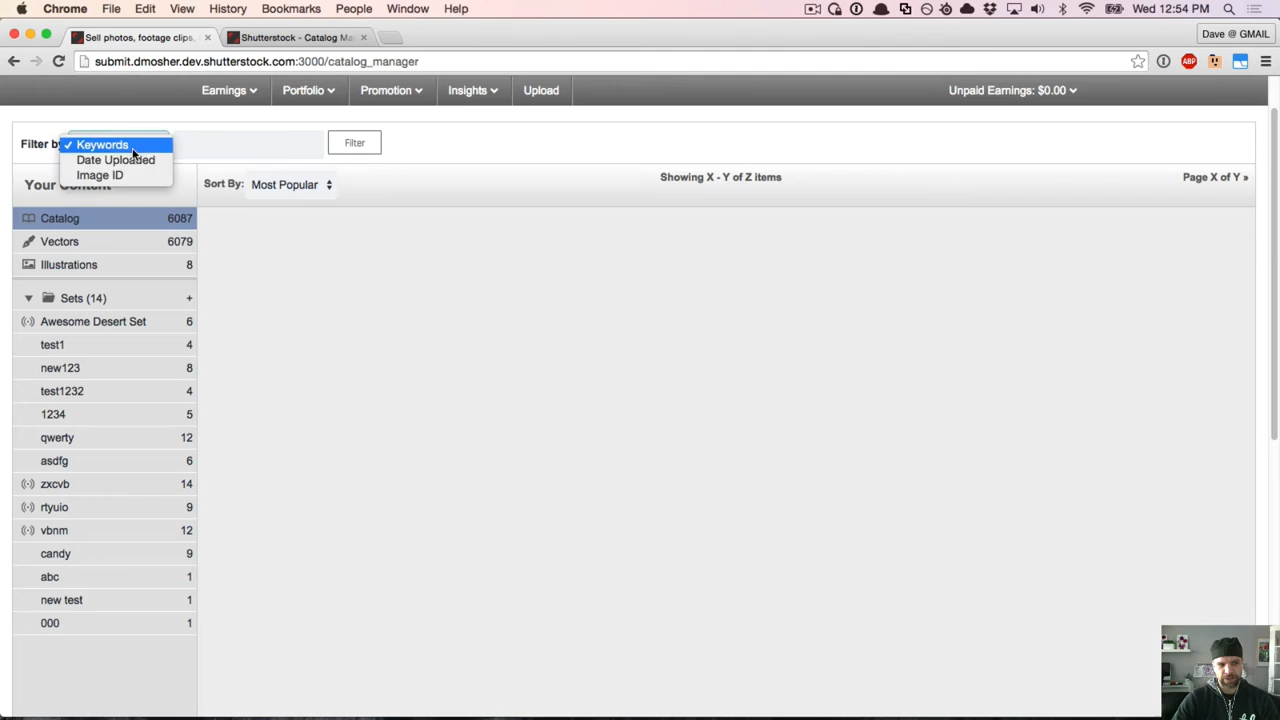 Chrome File Edit View History Bookmarks People Window Help Wed 12:54 PM
Sell photos, footage clips, × Shutterstock - Catalog Ma × Dave @ GMAIL
submit.dmosher.dev.shutterstock.com:3000/catalog_manager ABP
Earnings Portfolio Promotion Insights Upload Unpaid Earnings: $0.00
Filter by ✓ Keywords Filter
Date Uploaded
Image ID
Your Content Sort By: Most Popular Showing X - Y of Z items Page X of Y »
Catalog 6087
Vectors 6079
Illustrations 8
Sets (14) +
Awesome Desert Set 6
test1 4
new123 8
test1232 4
1234 5
qwerty 12
asdfg 6
zxcvb 14
rtyuio 9
vbnm 12
candy 9
abc 1
new test 1
000 1